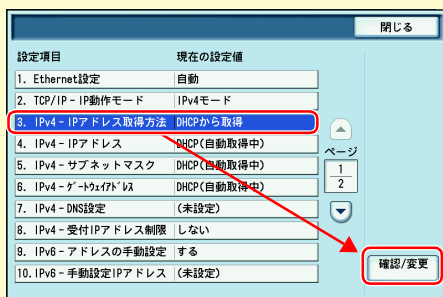 閉じる
設定項目 現在の設定値
1. Ethernet設定 自動
2. TCP/IP - IP動作モード IPv4モード
3. IPv4 - IPアドレス取得方法 DHCPから取得
4. IPv4 - IPアドレス DHCP(自動取得中)
5. IPv4 - サブネットマスク DHCP(自動取得中)
6. IPv4 - ゲートウェイアドレス DHCP(自動取得中)
7. IPv4 - DNS設定 (未設定)
8. IPv4 - 受付IPアドレス制限 しない
9. IPv6 - アドレスの手動設定 する
10. IPv6 - 手動設定IPアドレス (未設定)
ページ
1
2
確認/変更